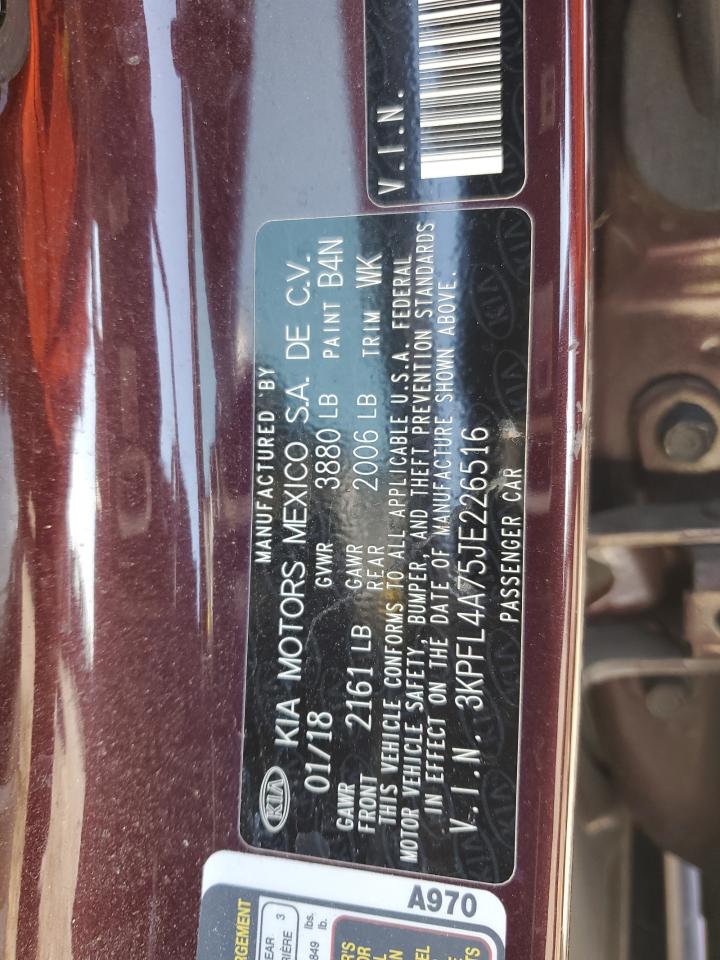 V.I.N.
MANUFACTURED BY
KIA KIA MOTORS MEXICO S.A. DE C.V.
01/18 GVWR 3880 LB PAINT B4N
GAWR FRONT 2161 LB GAWR REAR 2006 LB TRIM WK
THIS VEHICLE CONFORMS TO ALL APPLICABLE U.S.A. FEDERAL
MOTOR VEHICLE SAFETY, BUMPER, AND THEFT PREVENTION STANDARDS
IN EFFECT ON THE DATE OF MANUFACTURE SHOWN ABOVE.
V.I.N. 3KPFL4A75JE226516
PASSENGER CAR
A970